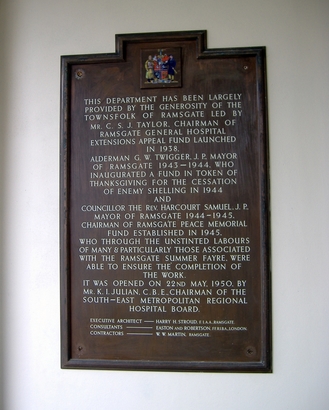 THIS DEPARTMENT HAS BEEN LARGELY
PROVIDED BY THE GENEROSITY OF THE
TOWNSFOLK OF RAMSGATE LED BY
MR. C. S. J. TAYLOR, CHAIRMAN OF
RAMSGATE GENERAL HOSPITAL
EXTENSIONS APPEAL FUND LAUNCHED
IN 1938.
ALDERMAN G. W. TWIGGER, J. P., MAYOR
OF RAMSGATE 1943-1944, WHO
INAUGURATED A FUND IN TOKEN OF
THANKSGIVING FOR THE CESSATION
OF ENEMY SHELLING IN 1944
AND
COUNCILLOR THE REV. HARCOURT SAMUEL, J. P.,
MAYOR OF RAMSGATE 1944-1945.
CHAIRMAN OF RAMSGATE PEACE MEMORIAL
FUND ESTABLISHED IN 1945.
WHO THROUGH THE UNSTINTED LABOURS
OF MANY & PARTICULARLY THOSE ASSOCIATED
WITH THE RAMSGATE SUMMER FAYRE, WERE
ABLE TO ENSURE THE COMPLETION OF
THE WORK.
IT WAS OPENED ON 22ND MAY, 1950, BY
MR. K. I. JULIAN, C.B.E., CHAIRMAN OF THE
SOUTH-EAST METROPOLITAN REGIONAL
HOSPITAL BOARD.
EXECUTIVE ARCHITECT — HARRY H. STROUD, RAMSGATE.
CONSULTANTS — EASTON AND ROBERTSON, LONDON.
CONTRACTORS — W. W. MARTIN, RAMSGATE.